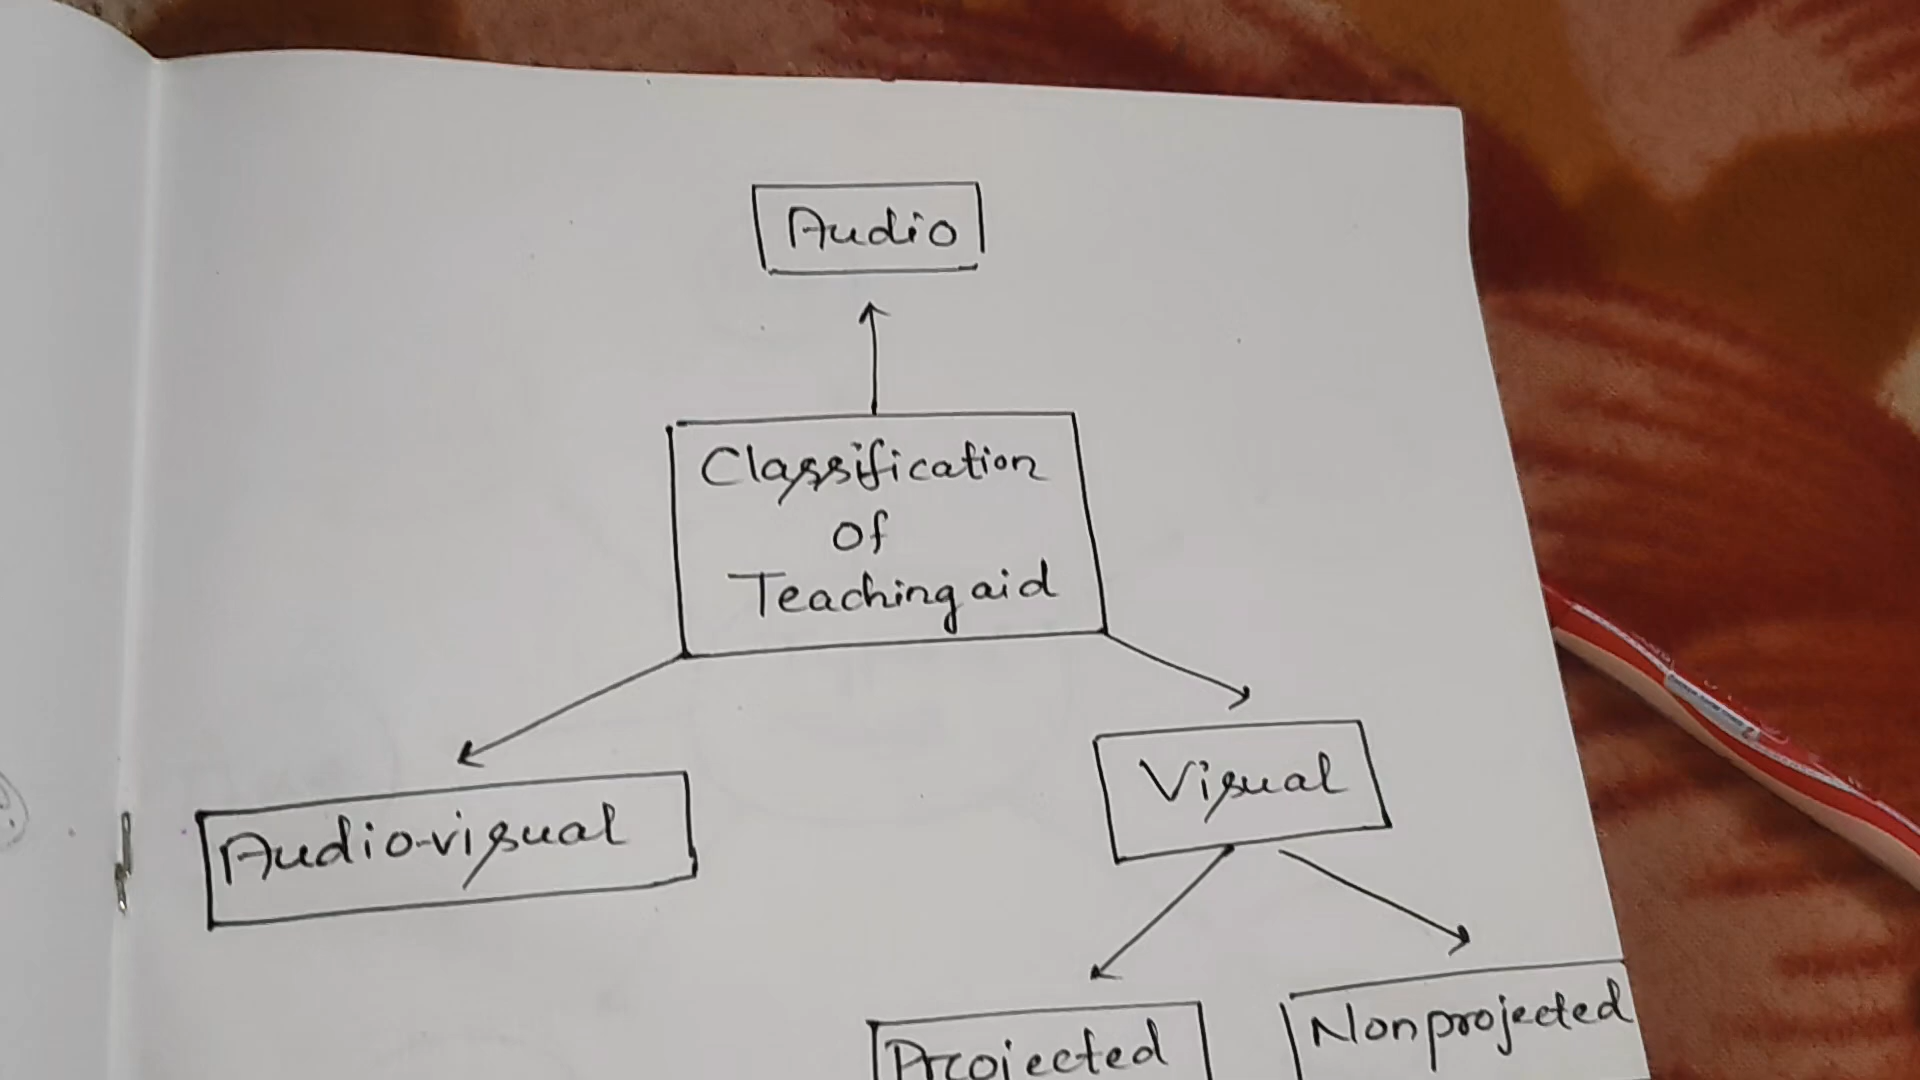 Audio
Classification
of
Teaching aid
Audio-visual
Visual
Projected
Nonprojected